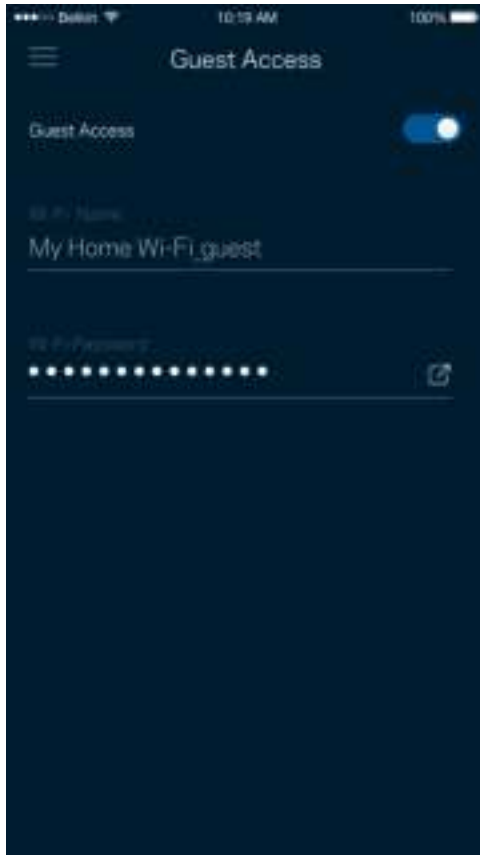 Belkin 10:19 AM 100%
Guest Access
Guest Access
Wi-Fi Name
My Home Wi-Fi_guest
Wi-Fi Password